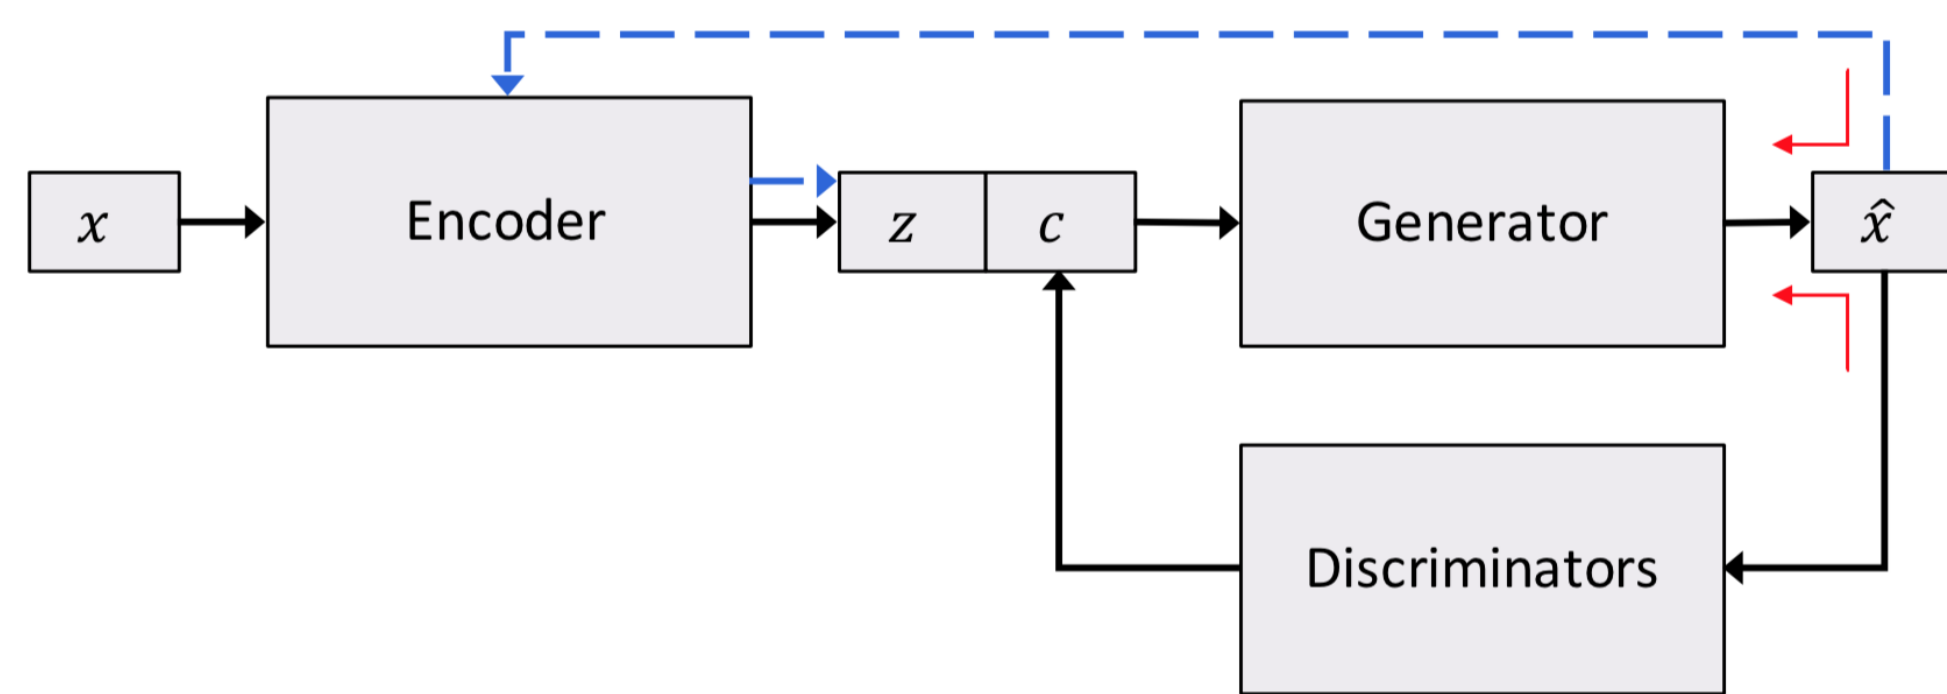 x
Encoder
z
c
Generator
x̂
Discriminators